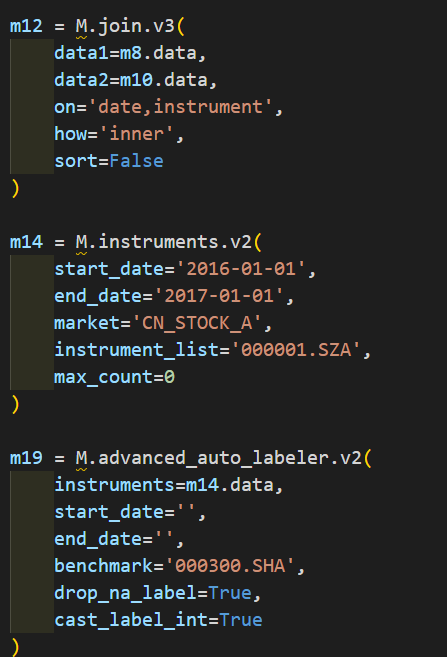 m12 = M.join.v3(
    data1=m8.data,
    data2=m10.data,
    on='date,instrument',
    how='inner',
    sort=False
)

m14 = M.instruments.v2(
    start_date='2016-01-01',
    end_date='2017-01-01',
    market='CN_STOCK_A',
    instrument_list='000001.SZA',
    max_count=0
)

m19 = M.advanced_auto_labeler.v2(
    instruments=m14.data,
    start_date='',
    end_date='',
    benchmark='000300.SHA',
    drop_na_label=True,
    cast_label_int=True
)